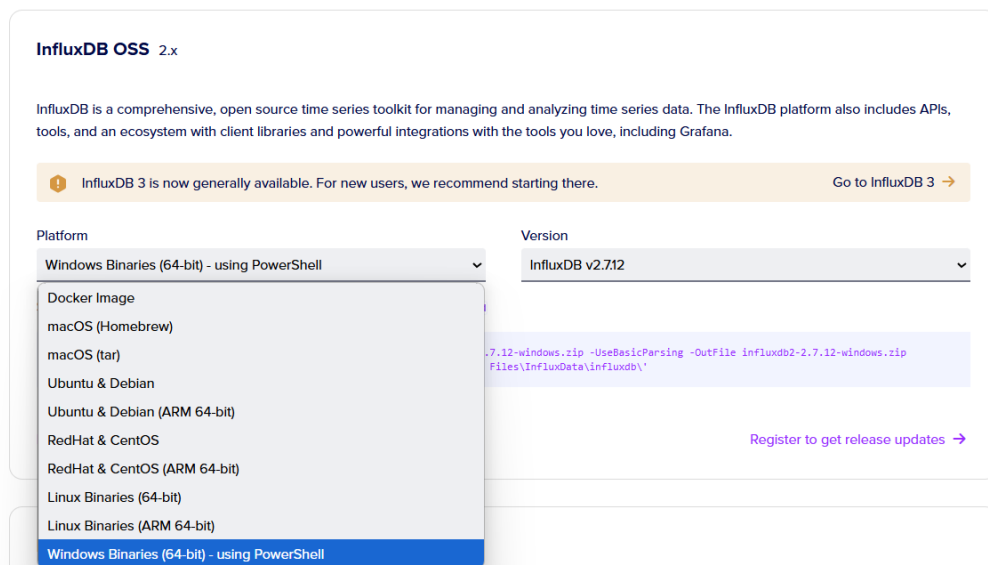 InfluxDB OSS 2.x
InfluxDB is a comprehensive, open source time series toolkit for managing and analyzing time series data. The InfluxDB platform also includes APIs,
tools, and an ecosystem with client libraries and powerful integrations with the tools you love, including Grafana.
InfluxDB 3 is now generally available. For new users, we recommend starting there.
Go to InfluxDB 3 →
Platform
Version
Windows Binaries (64-bit) - using PowerShell
InfluxDB v2.7.12
Docker Image
macOS (Homebrew)
macOS (tar)
Ubuntu & Debian
Ubuntu & Debian (ARM 64-bit)
RedHat & CentOS
RedHat & CentOS (ARM 64-bit)
Linux Binaries (64-bit)
Linux Binaries (ARM 64-bit)
Windows Binaries (64-bit) - using PowerShell
.7.12-windows.zip -UseBasicParsing -OutFile influxdb2-2.7.12-windows.zip
Files\InfluxData\influxdb\'
Register to get release updates →